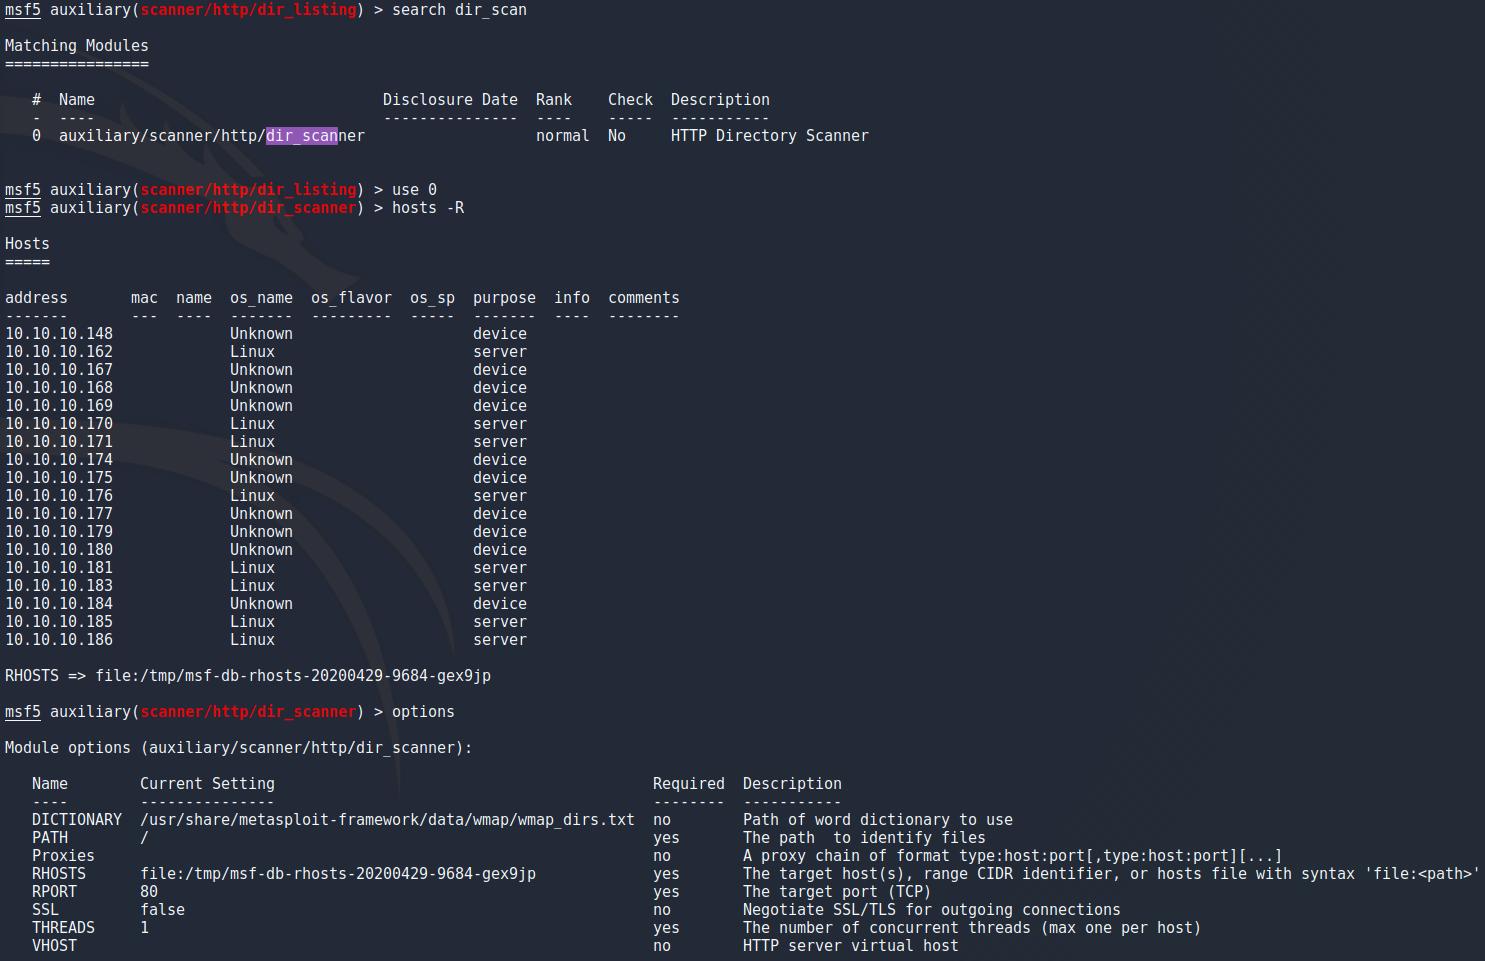 msf5 auxiliary(scanner/http/dir_listing) > search dir_scan
Matching Modules
================
#  Name                                Disclosure Date  Rank    Check  Description
-  ----                                ---------------  ----    -----  -----------
0  auxiliary/scanner/http/dir_scanner                   normal  No     HTTP Directory Scanner
msf5 auxiliary(scanner/http/dir_listing) > use 0
msf5 auxiliary(scanner/http/dir_scanner) > hosts -R
Hosts
=====
address       mac  name  os_name  os_flavor  os_sp  purpose  info  comments
-------       ---  ----  -------  ---------  -----  -------  ----  --------
10.10.10.148             Unknown                    device
10.10.10.162             Linux                      server
10.10.10.167             Unknown                    device
10.10.10.168             Unknown                    device
10.10.10.169             Unknown                    device
10.10.10.170             Linux                      server
10.10.10.171             Linux                      server
10.10.10.174             Unknown                    device
10.10.10.175             Unknown                    device
10.10.10.176             Linux                      server
10.10.10.177             Unknown                    device
10.10.10.179             Unknown                    device
10.10.10.180             Unknown                    device
10.10.10.181             Linux                      server
10.10.10.183             Linux                      server
10.10.10.184             Unknown                    device
10.10.10.185             Linux                      server
10.10.10.186             Linux                      server
RHOSTS => file:/tmp/msf-db-rhosts-20200429-9684-gex9jp
msf5 auxiliary(scanner/http/dir_scanner) > options
Module options (auxiliary/scanner/http/dir_scanner):
Name        Current Setting                                          Required  Description
----        ---------------                                          --------  -----------
DICTIONARY  /usr/share/metasploit-framework/data/wmap/wmap_dirs.txt  no        Path of word dictionary to use
PATH        /                                                        yes       The path  to identify files
Proxies                                                              no        A proxy chain of format type:host:port[,type:host:port][...]
RHOSTS      file:/tmp/msf-db-rhosts-20200429-9684-gex9jp             yes       The target host(s), range CIDR identifier, or hosts file with syntax 'file:<path>'
RPORT       80                                                       yes       The target port (TCP)
SSL         false                                                    no        Negotiate SSL/TLS for outgoing connections
THREADS     1                                                        yes       The number of concurrent threads (max one per host)
VHOST                                                                no        HTTP server virtual host